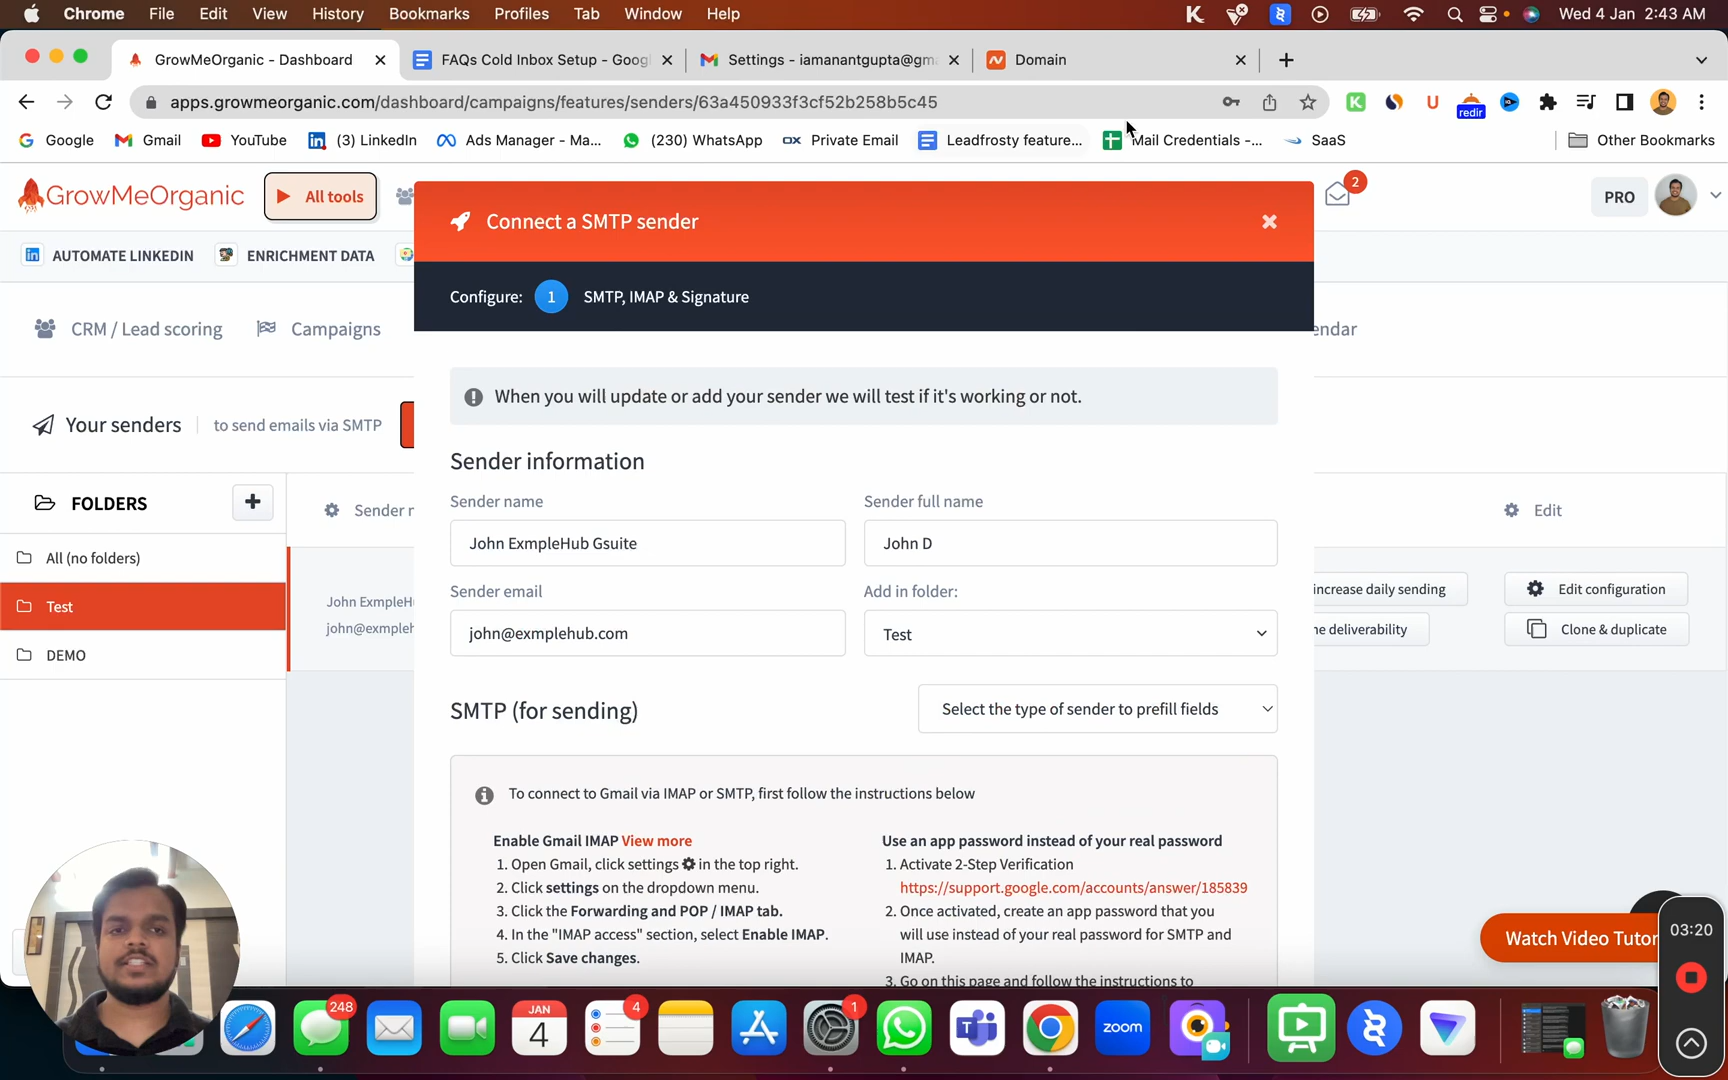 Chrome File Edit View History Bookmarks Profiles Tab Window Help Wed 4 Jan 2:43 AM
GrowMeOrganic - Dashboard
FAQs Cold Inbox Setup - Goog
Settings - iamanantgupta@gm
Domain
apps.growmeorganic.com/dashboard/campaigns/features/senders/63a450933f3cf52b258b5c45
redir
Google Gmail YouTube (3) LinkedIn Ads Manager - Ma... (230) WhatsApp Private Email Leadfrosty feature... Mail Credentials -... SaaS Other Bookmarks
GrowMeOrganic
All tools
2
PRO
AUTOMATE LINKEDIN
ENRICHMENT DATA
CRM / Lead scoring
Campaigns
endar
Connect a SMTP sender
Configure: 1 SMTP, IMAP & Signature
When you will update or add your sender we will test if it's working or not.
Your senders
to send emails via SMTP
FOLDERS
All (no folders)
Test
DEMO
Sender n
Edit
John ExmpleH
john@exmpleh
increase daily sending
Edit configuration
ne deliverability
Clone & duplicate
Sender information
Sender name
John ExmpleHub Gsuite
Sender full name
John D
Sender email
john@exmplehub.com
Add in folder:
Test
SMTP (for sending)
Select the type of sender to prefill fields
To connect to Gmail via IMAP or SMTP, first follow the instructions below
Enable Gmail IMAP View more
1. Open Gmail, click settings in the top right.
2. Click settings on the dropdown menu.
3. Click the Forwarding and POP / IMAP tab.
4. In the "IMAP access" section, select Enable IMAP.
5. Click Save changes.
Use an app password instead of your real password
1. Activate 2-Step Verification
https://support.google.com/accounts/answer/185839
2. Once activated, create an app password that you
will use instead of your real password for SMTP and
IMAP.
3. Go on this page and follow the instructions to
Watch Video Tutor
03:20
248
JAN
4
4
1
zoom